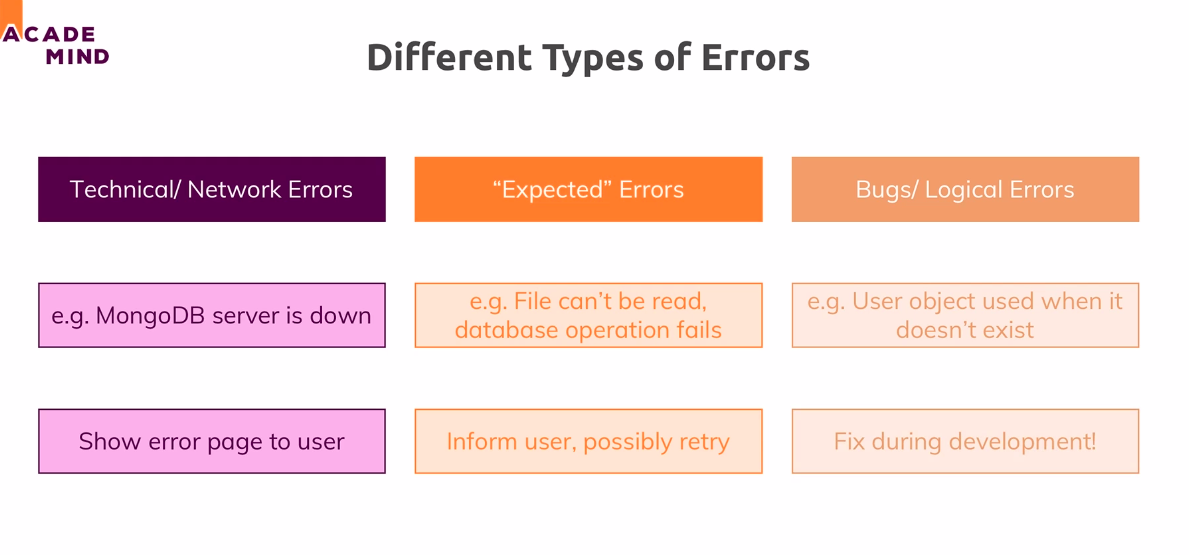 ACADE
MIND
Different Types of Errors
Technical/ Network Errors
“Expected” Errors
Bugs/ Logical Errors
e.g. MongoDB server is down
e.g. File can’t be read,
database operation fails
e.g. User object used when it
doesn’t exist
Show error page to user
Inform user, possibly retry
Fix during development!